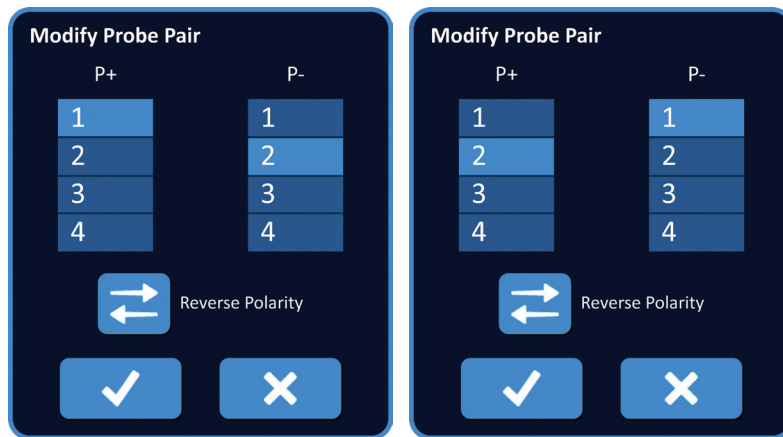 Modify Probe Pair
P+ P-
1 1
2 2
3 3
4 4
Reverse Polarity
Modify Probe Pair
P+ P-
1 1
2 2
3 3
4 4
Reverse Polarity